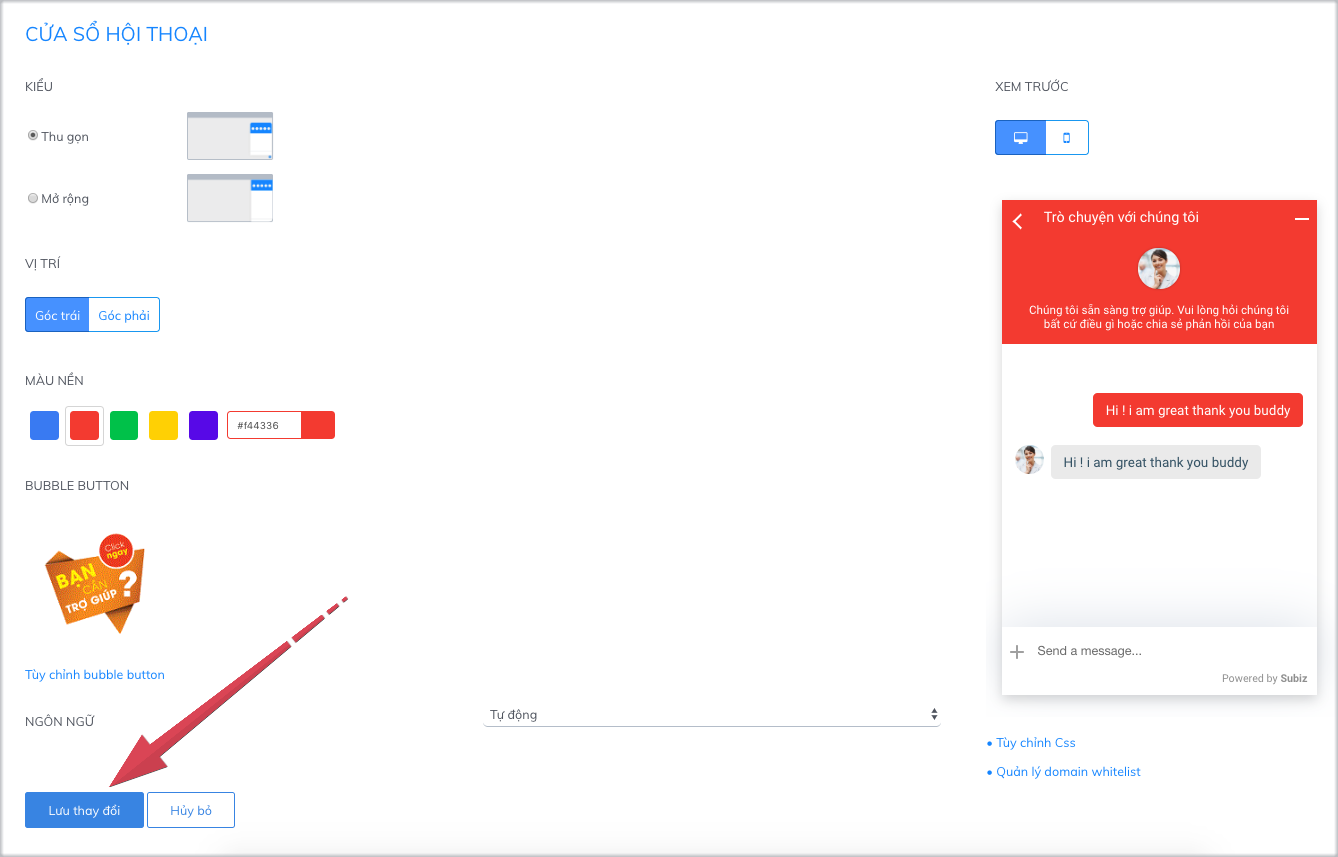 CỬA SỔ HỘI THOẠI
KIỂU
Thu gọn
Mở rộng
VỊ TRÍ
Góc trái
Góc phải
MÀU NỀN
#f44336
BUBBLE BUTTON
Click
ngay
BẠN
CẦN
TRỢ GIÚP
?
Tùy chỉnh bubble button
NGÔN NGỮ
Tự động
Lưu thay đổi
Hủy bỏ
XEM TRƯỚC
Trò chuyện với chúng tôi
Chúng tôi sẵn sàng trợ giúp. Vui lòng hỏi chúng tôi
bất cứ điều gì hoặc chia sẻ phản hồi của bạn
Hi ! i am great thank you buddy
Hi ! i am great thank you buddy
Send a message...
Powered by Subiz
• Tùy chỉnh Css
• Quản lý domain whitelist